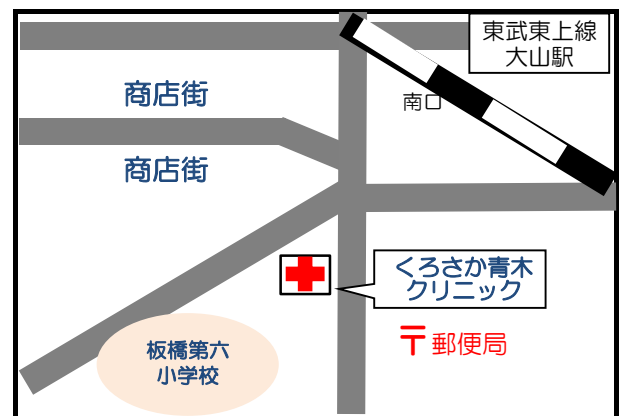 東武東上線
大山駅
商店街
南口
商店街
くろさか青木
クリニック
〒郵便局
板橋第六
小学校